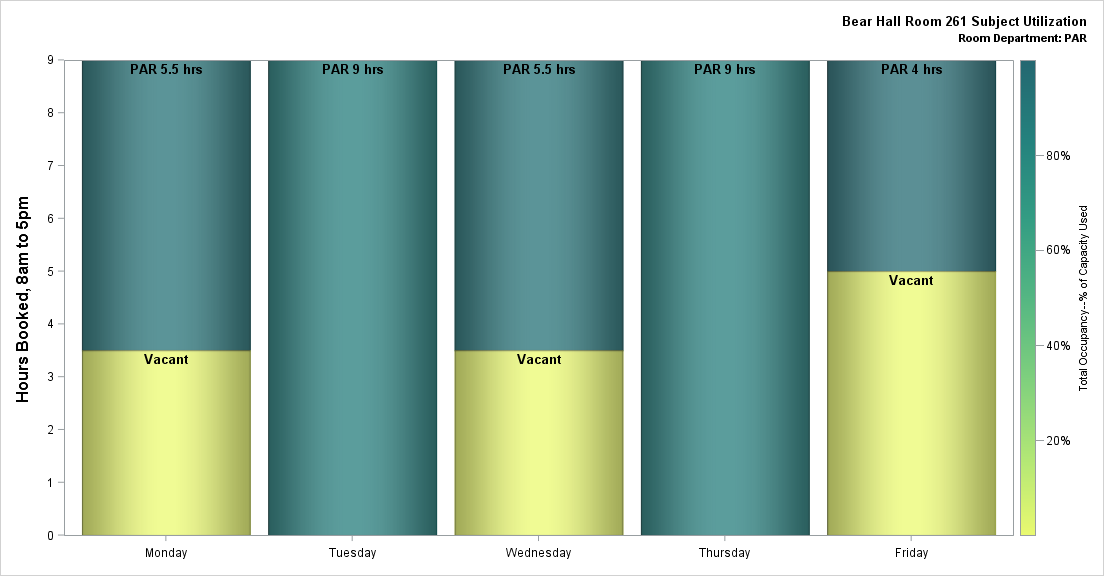 Bear Hall Room 261 Subject Utilization
Room Department: PAR
Hours Booked, 8am to 5pm
9
8
7
6
5
4
3
2
1
0
PAR 5.5 hrs
PAR 9 hrs
PAR 5.5 hrs
PAR 9 hrs
PAR 4 hrs
Vacant
Vacant
Vacant
Monday
Tuesday
Wednesday
Thursday
Friday
80%
60%
40%
20%
Total Occupancy--% of Capacity Used